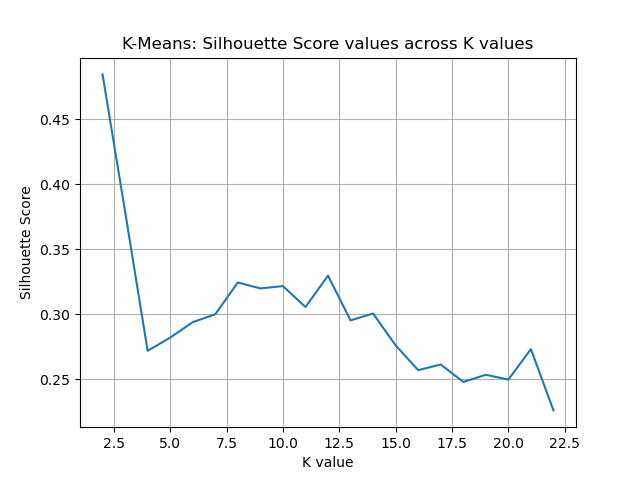 K-Means: Silhouette Score values across K values
Silhouette Score
0.45
0.40
0.35
0.30
0.25
2.5 5.0 7.5 10.0 12.5 15.0 17.5 20.0 22.5
K value